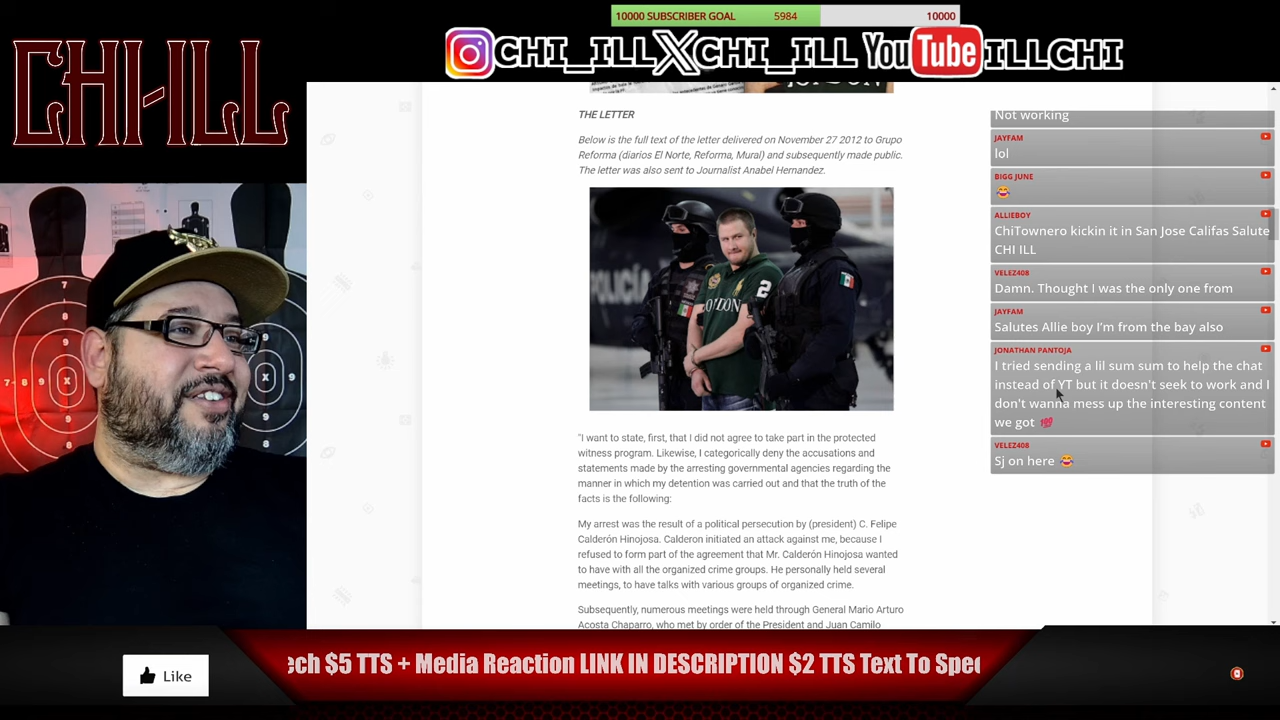 10000 SUBSCRIBER GOAL 5984 10000
CHI-ILL
CHI_ILL X CHI_ILL YouTube ILLCHI
THE LETTER
Below is the full text of the letter delivered on November 27 2012 to Grupo
Reforma (diarios El Norte, Reforma, Mural) and subsequently made public.
The letter was also sent to Journalist Anabel Hernandez.
POLICÍA
LONDON
2
"I want to state, first, that I did not agree to take part in the protected
witness program. Likewise, I categorically deny the accusations and
statements made by the arresting governmental agencies regarding the
manner in which my detention was carried out and that the truth of the
facts is the following:
My arrest was the result of a political persecution by (president) C. Felipe
Calderón Hinojosa. Calderon initiated an attack against me, because I
refused to form part of the agreement that Mr. Calderón Hinojosa wanted
to have with all the organized crime groups. He personally held several
meetings, to have talks with various groups of organized crime.
Subsequently, numerous meetings were held through General Mario Arturo
Acosta Chaparro, who met by order of the President and Juan Camilo
Not working
JAYFAM
lol
BIGG JUNE
😂
ALLIEBOY
ChiTownero kickin it in San Jose Califas Salute
CHI ILL
VELEZ408
Damn. Thought I was the only one from
JAYFAM
Salutes Allie boy I'm from the bay also
JONATHAN PANTOJA
I tried sending a lil sum sum to help the chat
instead of YT but it doesn't seek to work and I
don't wanna mess up the interesting content
we got 💯
VELEZ408
Sj on here 😂
7 8 9 X 9 8 7
Like
ech $5 TTS + Media Reaction LINK IN DESCRIPTION $2 TTS Text To Spee